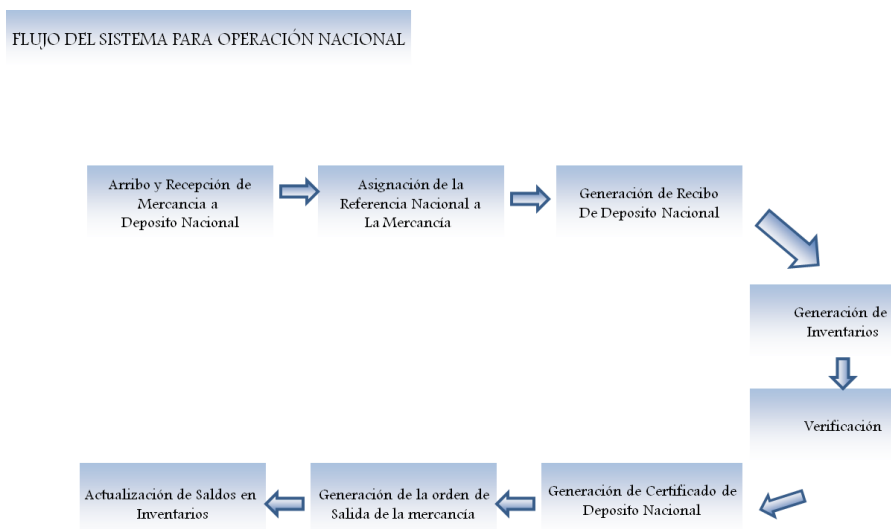 FLUJO DEL SISTEMA PARA OPERACIÓN NACIONAL
Arribo y Recepción de
Mercancia a
Deposito Nacional
Asignación de la
Referencia Nacional a
La Mercancía
Generación de Recibo
De Deposito Nacional
Generación de
Inventarios
Verificación
Generación de Certificado de
Deposito Nacional
Generación de la orden de
Salida de la mercancía
Actualización de Saldos en
Inventarios